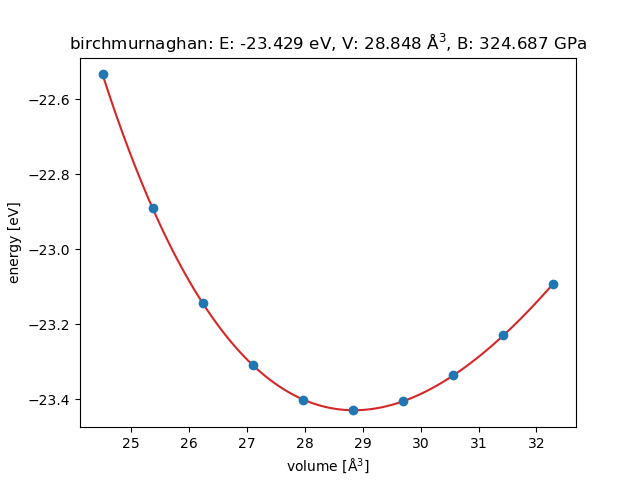 birchmurnaghan: E: -23.429 eV, V: 28.848 Å³, B: 324.687 GPa
energy [eV]
−22.6
−22.8
−23.0
−23.2
−23.4
25 26 27 28 29 30 31 32
volume [Å³]